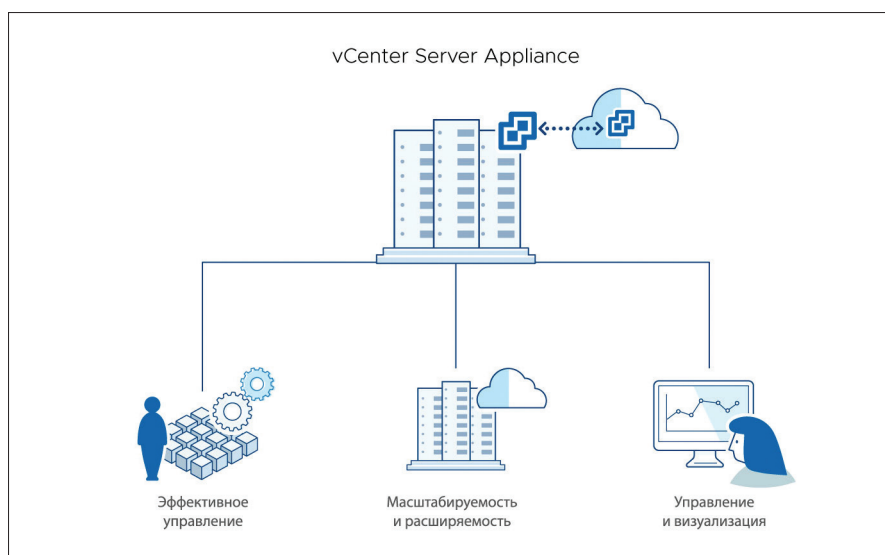 vCenter Server Appliance
Эффективное
управление
Масштабируемость
и расширяемость
Управление
и визуализация